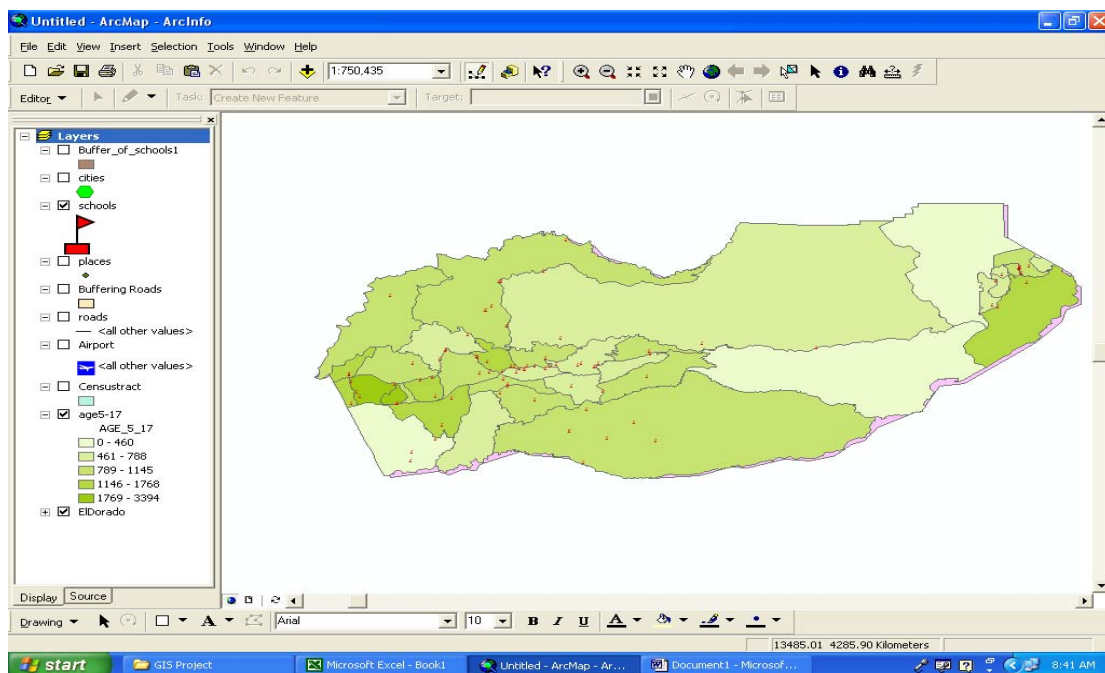 Untitled - ArcMap - ArcInfo
File Edit View Insert Selection Tools Window Help
1:750,435
Editor Task: Create New Feature Target:
Layers
Buffer_of_schools1
cities
schools
places
Buffering Roads
roads
<all other values>
Airport
<all other values>
Censustract
age5-17
AGE_5_17
0 - 460
461 - 788
789 - 1145
1146 - 1768
1769 - 3394
ElDorado
Display Source
Drawing A Arial 10 B I U A
13485.01 4285.90 Kilometers
start GIS Project Microsoft Excel - Book1 Untitled - ArcMap - Ar... Document1 - Microsof... 8:41 AM